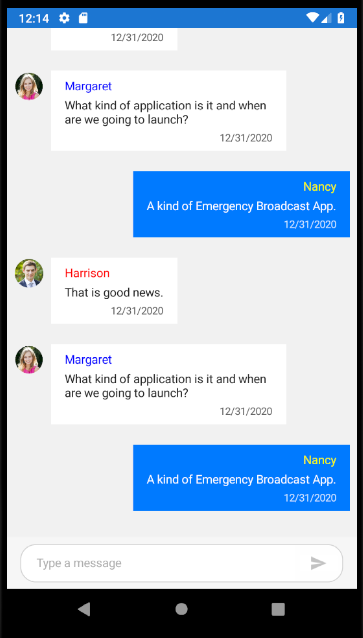 12:14
12/31/2020
Margaret
What kind of application is it and when
are we going to launch?
12/31/2020
Nancy
A kind of Emergency Broadcast App.
12/31/2020
Harrison
That is good news.
12/31/2020
Margaret
What kind of application is it and when
are we going to launch?
12/31/2020
Nancy
A kind of Emergency Broadcast App.
12/31/2020
Type a message